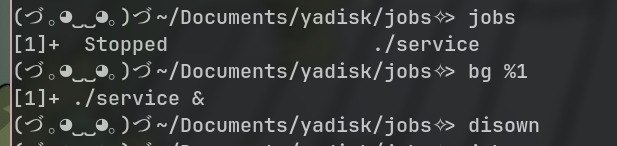 (づ｡◕‿‿◕｡)づ~/Documents/yadisk/jobs✧> jobs
[1]+  Stopped                 ./service
(づ｡◕‿‿◕｡)づ~/Documents/yadisk/jobs✧> bg %1
[1]+ ./service &
(づ｡◕‿‿◕｡)づ~/Documents/yadisk/jobs✧> disown